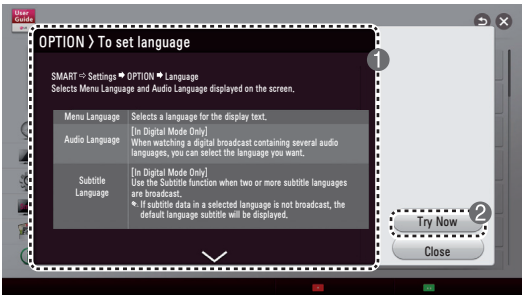 User
Guide
OPTION > To set language
1
SMART ⇨ Settings ➡ OPTION ➡ Language
Selects Menu Language and Audio Language displayed on the screen.
Menu Language Selects a language for the display text.
Audio Language [In Digital Mode Only]
When watching a digital broadcast containing several audio
languages, you can select the language you want.
Subtitle
Language
[In Digital Mode Only]
Use the Subtitle function when two or more subtitle languages
are broadcast.
If subtitle data in a selected language is not broadcast, the
default language subtitle will be displayed.
2
Try Now
Close